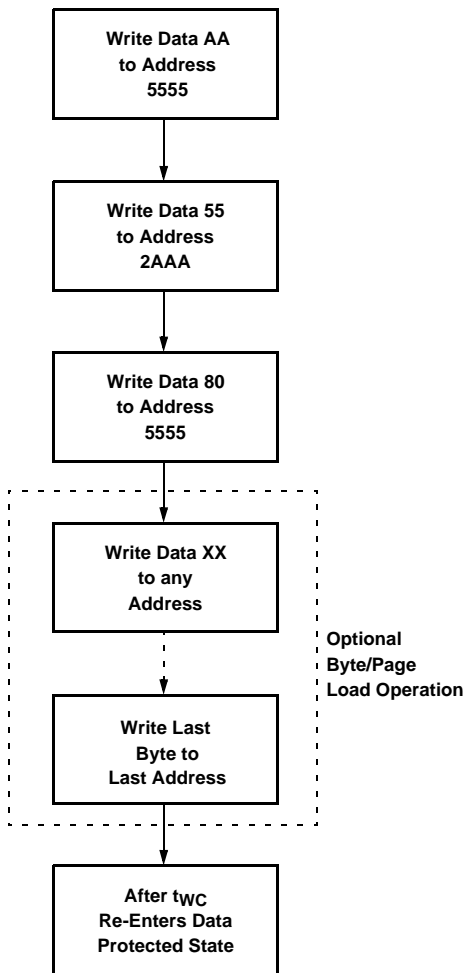 Write Data AA
to Address
5555
Write Data 55
to Address
2AAA
Write Data 80
to Address
5555
Write Data XX
to any
Address
Optional
Byte/Page
Load Operation
Write Last
Byte to
Last Address
After tWC
Re-Enters Data
Protected State